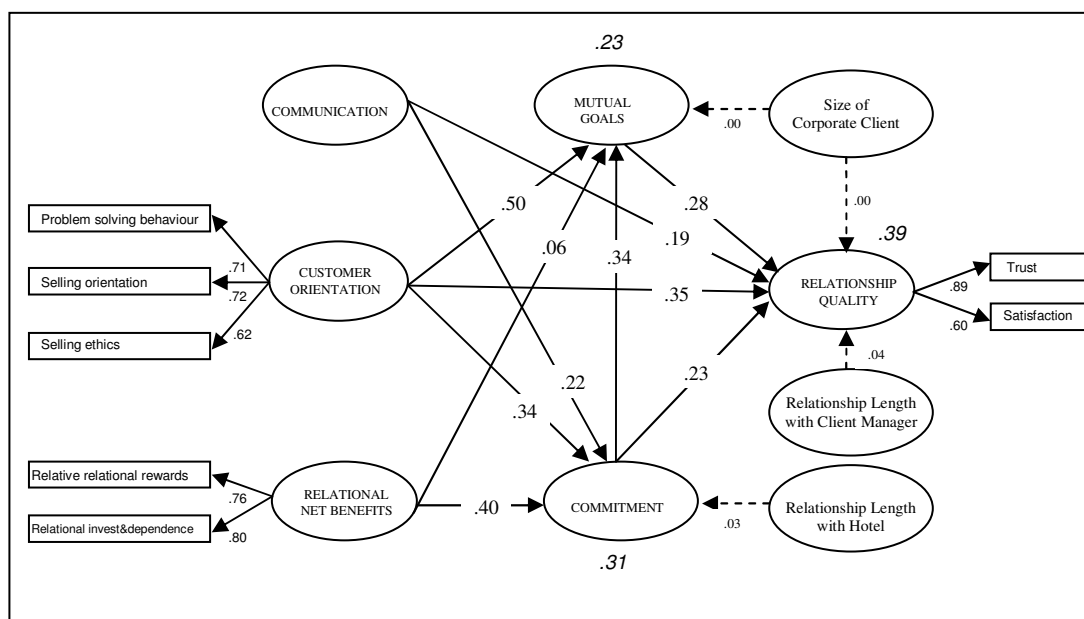 .23
COMMUNICATION
MUTUAL
GOALS
Size of
Corporate Client
.00
.00
.50
.28
.39
Problem solving behaviour
.06
.19
.34
.71
Selling orientation
.72
CUSTOMER
ORIENTATION
.35
RELATIONSHIP
QUALITY
Trust
.89
Satisfaction
.60
Selling ethics
.62
.04
.22
.23
.34
Relationship Length
with Client Manager
Relative relational rewards
.76
RELATIONAL
NET BENEFITS
.40
COMMITMENT
Relationship Length
with Hotel
.03
Relational invest&dependence
.80
.31